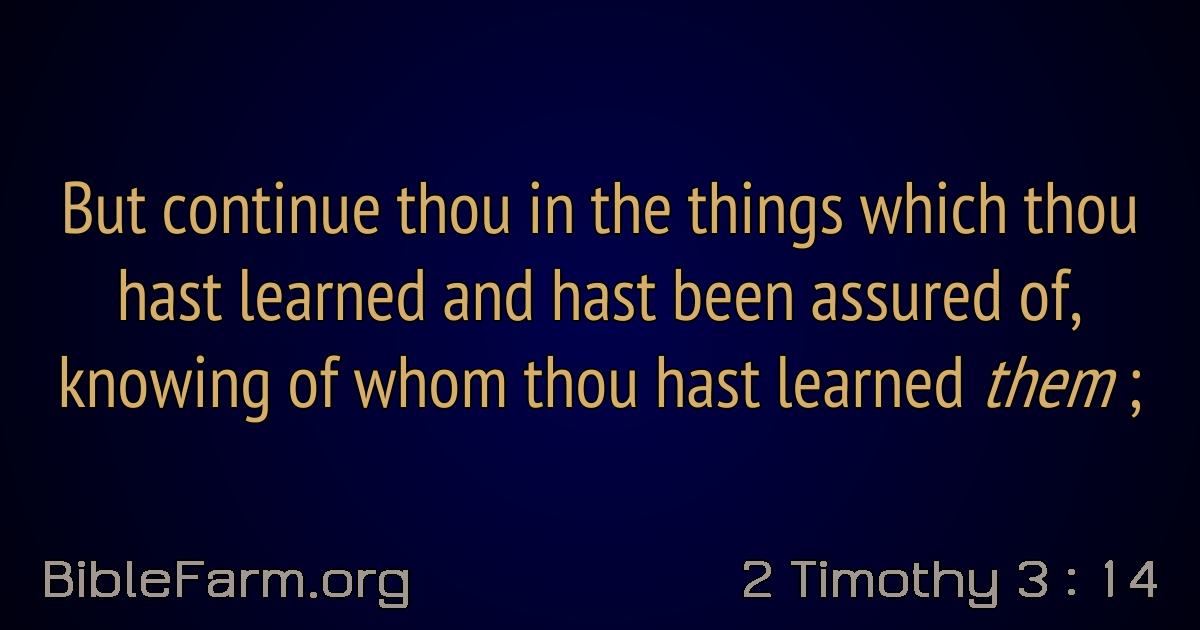 But continue thou in the things which thou
hast learned and hast been assured of,
knowing of whom thou hast learned them ;
BibleFarm.org
2 Timothy 3 : 14